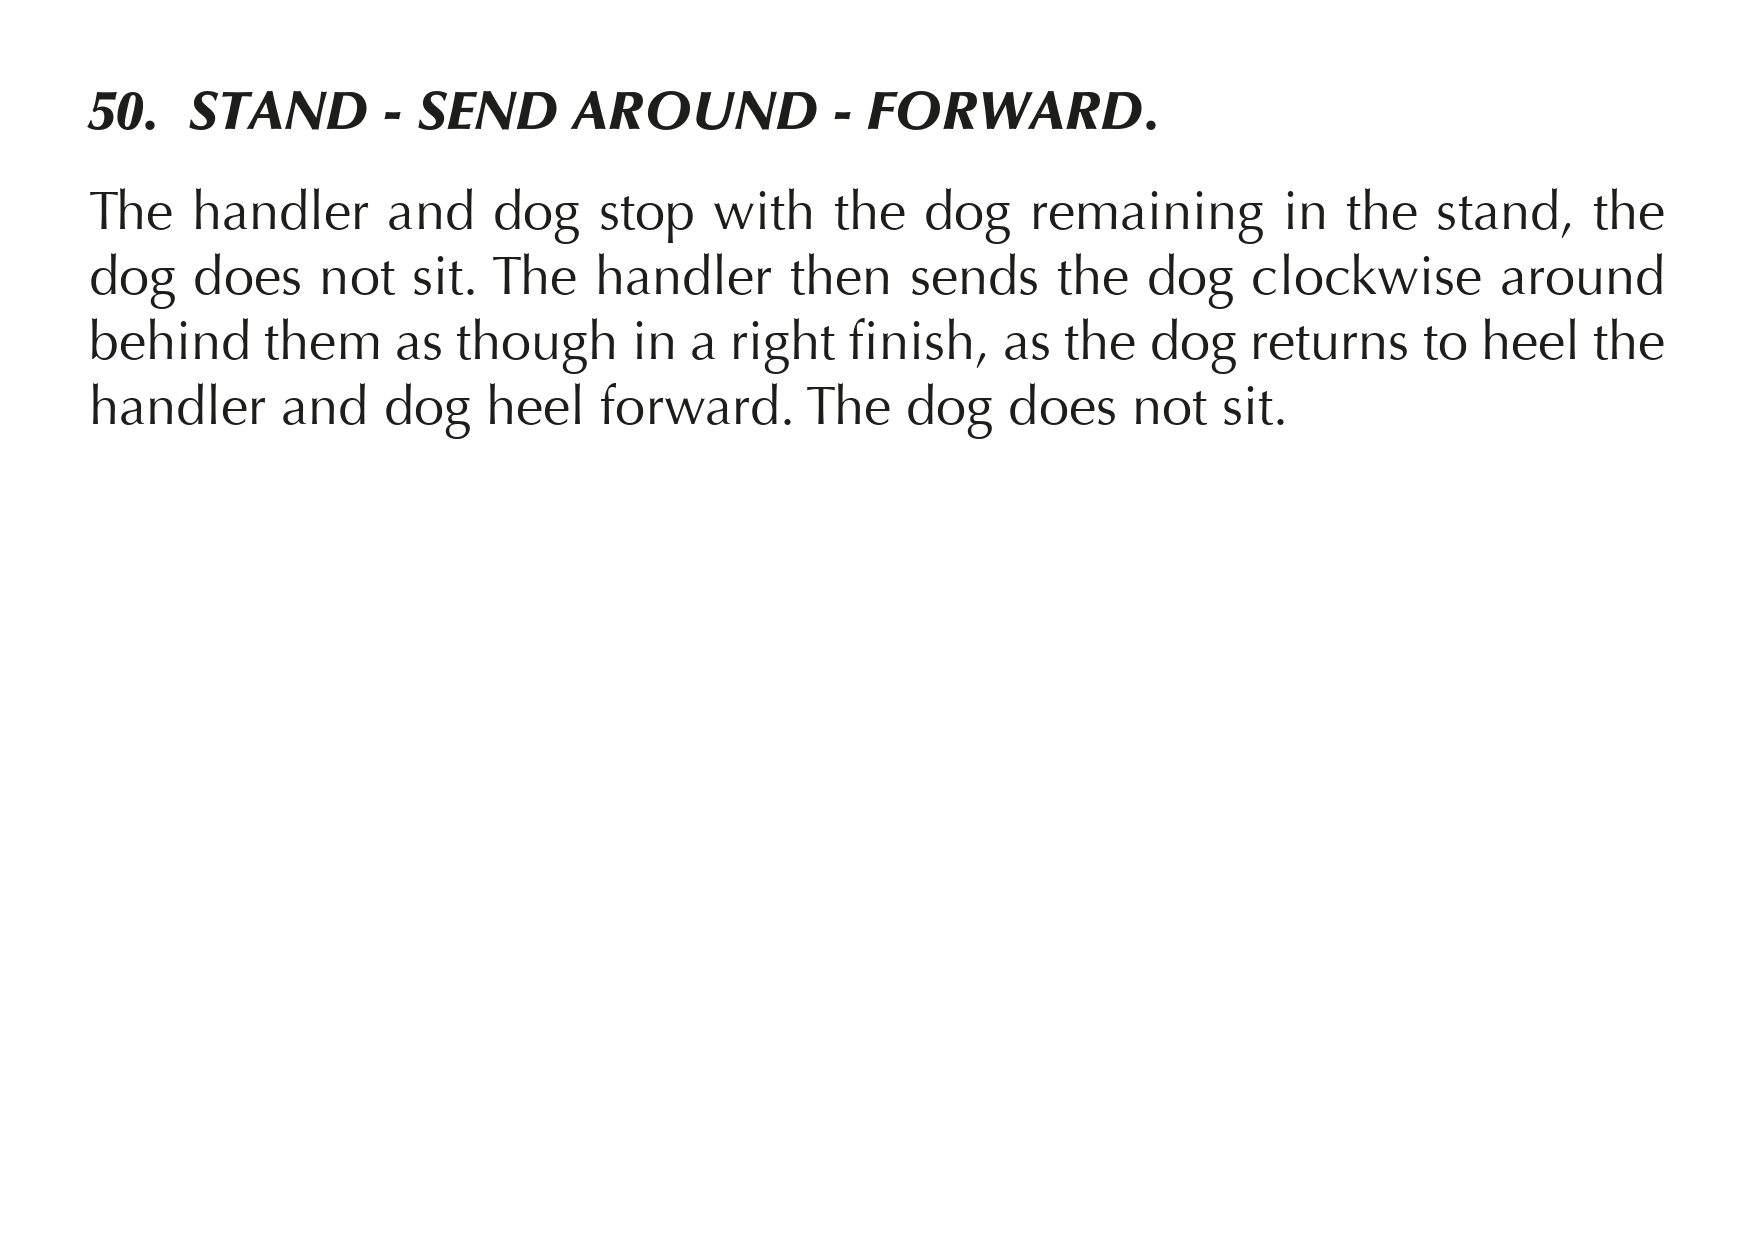 50. STAND - SEND AROUND - FORWARD.
The handler and dog stop with the dog remaining in the stand, the
dog does not sit. The handler then sends the dog clockwise around
behind them as though in a right finish, as the dog returns to heel the
handler and dog heel forward. The dog does not sit.